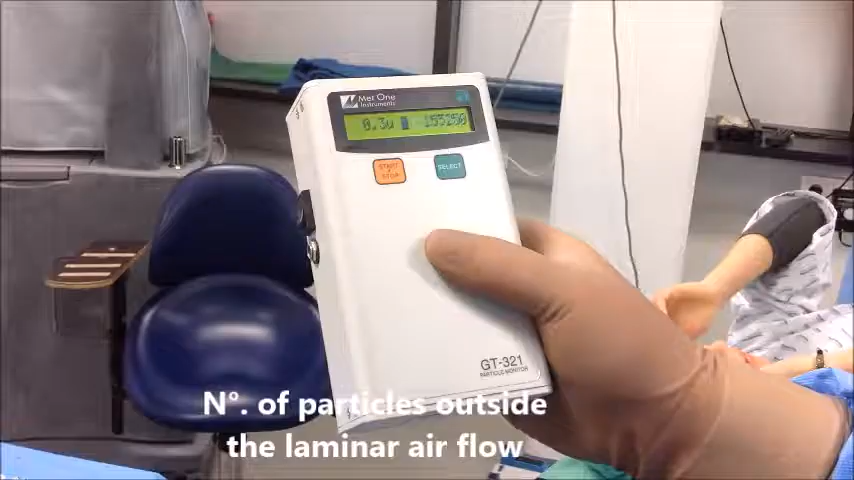 Met One
Instruments
0.3u
START
STOP
SELECT
GT-321
PARTICLE MONITOR
N°. of particles outside
the laminar air flow